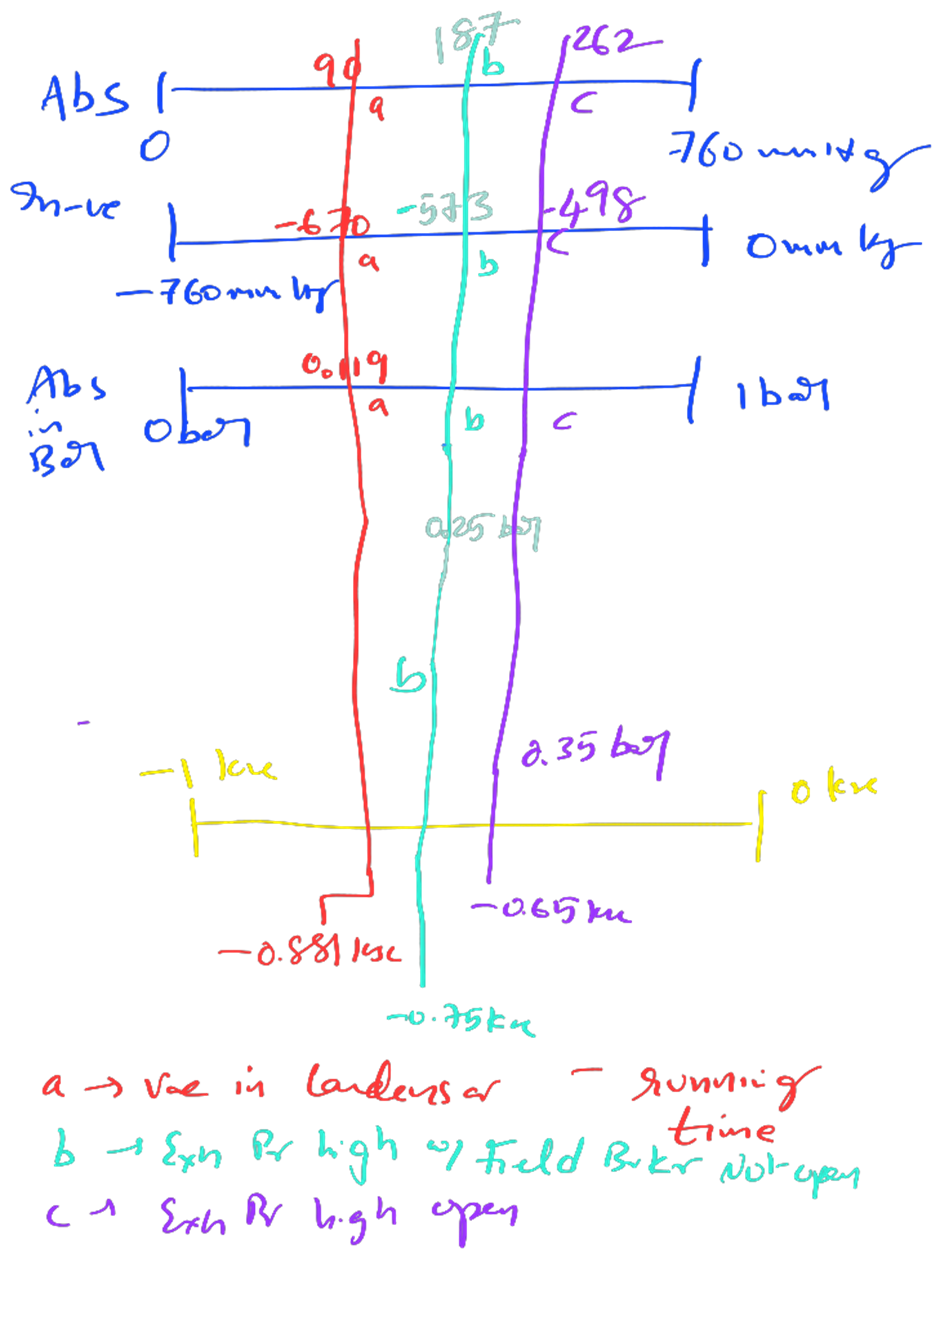 90 187 262
Abs a b c
0 760 mmHg
In -ve -670 -573 -498
a b c 0 mm Hg
-760 mm Hg
0.119
Abs in Bar a b c 1 bar
0 bar
0.25 bar
b
0.35 bar
-1 ksc 0 ksc
-0.65 ksc
-0.881 ksc
-0.75 ksc
a → Vac in Condensor - running time
b → Exh Pr high w/ Field Brkr Not open
c → Exh Pr high open